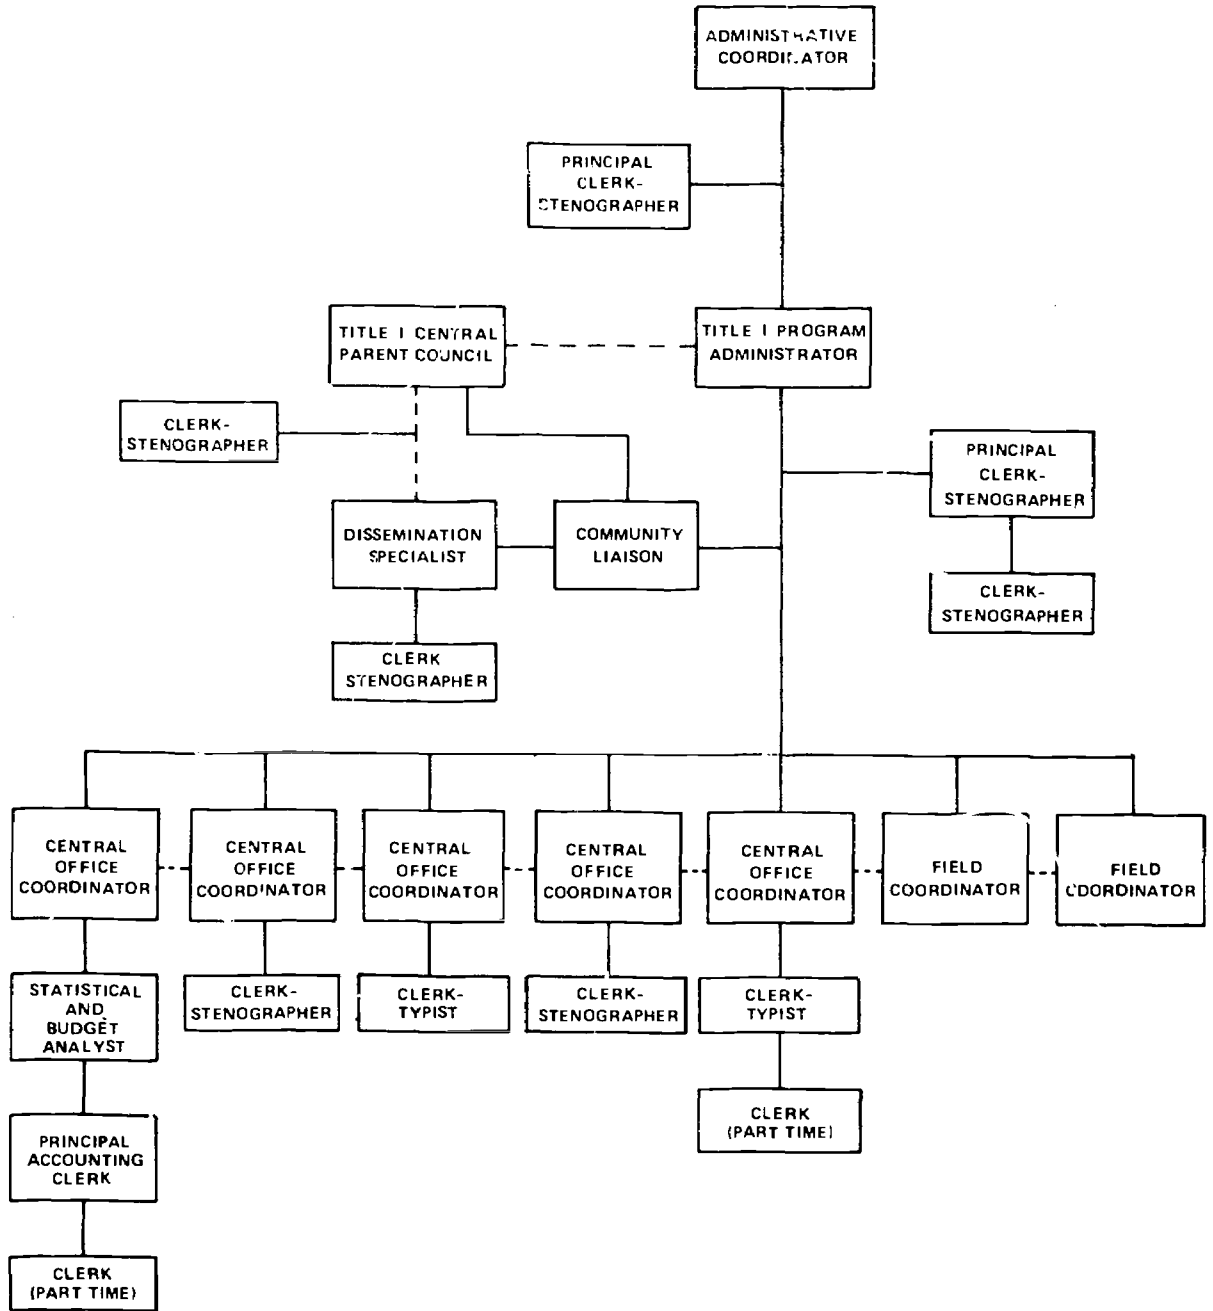 ADMINISTRATIVE
COORDINATOR
PRINCIPAL
CLERK-
STENOGRAPHER
TITLE I CENTRAL
PARENT COUNCIL
TITLE I PROGRAM
ADMINISTRATOR
CLERK-
STENOGRAPHER
PRINCIPAL
CLERK-
STENOGRAPHER
DISSEMINATION
SPECIALIST
COMMUNITY
LIAISON
CLERK-
STENOGRAPHER
CLERK
STENOGRAPHER
CENTRAL
OFFICE
COORDINATOR
CENTRAL
OFFICE
COORDINATOR
CENTRAL
OFFICE
COORDINATOR
CENTRAL
OFFICE
COORDINATOR
CENTRAL
OFFICE
COORDINATOR
FIELD
COORDINATOR
FIELD
COORDINATOR
STATISTICAL
AND
BUDGET
ANALYST
CLERK-
STENOGRAPHER
CLERK-
TYPIST
CLERK-
STENOGRAPHER
CLERK-
TYPIST
PRINCIPAL
ACCOUNTING
CLERK
CLERK
(PART TIME)
CLERK
(PART TIME)